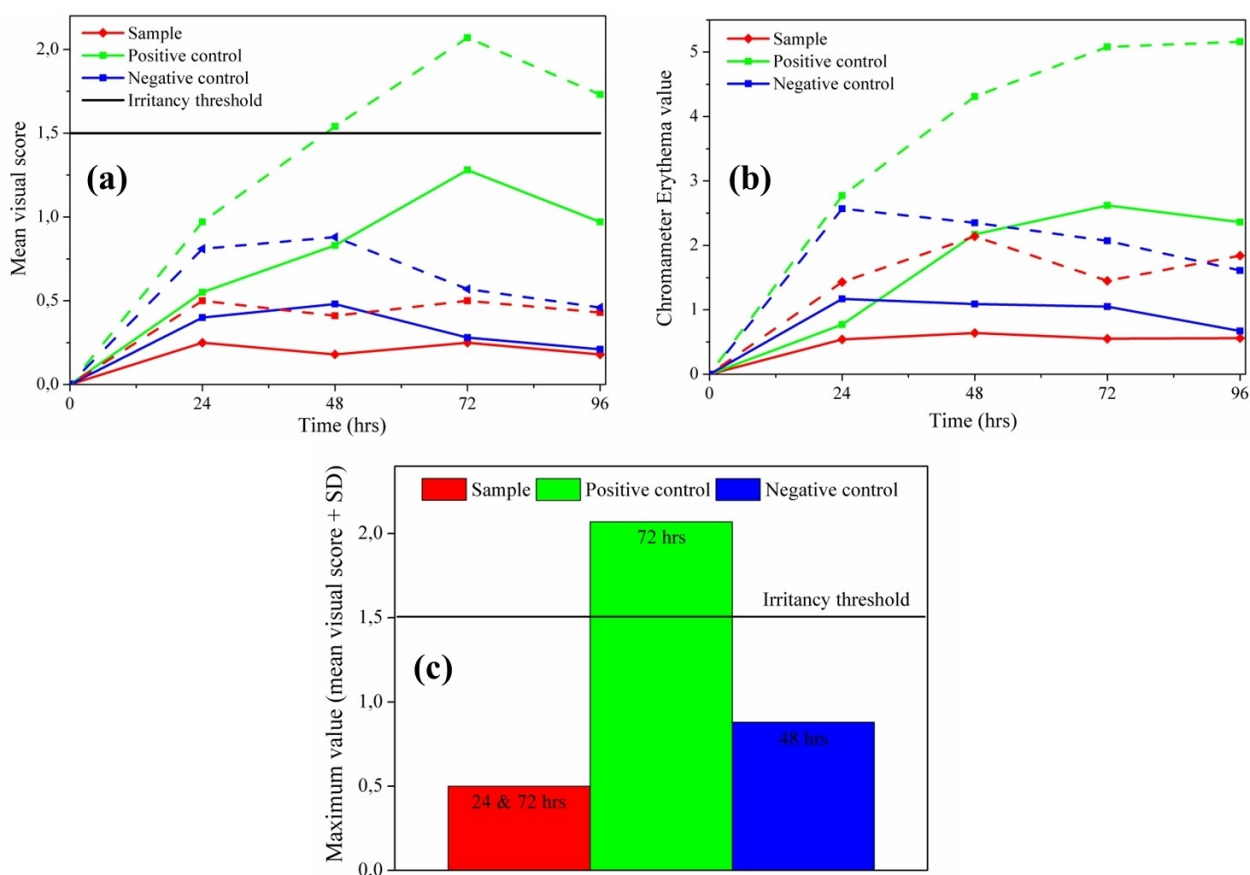 Sample
Positive control
Negative control
Irritancy threshold
(a)
Mean visual score
2,0
1,5
1,0
0,5
0,0
0 24 48 72 96
Time (hrs)
Sample
Positive control
Negative control
(b)
Chromameter Erythema value
5
4
3
2
1
0
0 24 48 72 96
Time (hrs)
Sample Positive control Negative control
72 hrs
Irritancy threshold
(c)
48 hrs
24 & 72 hrs
Maximum value (mean visual score + SD)
2,0
1,5
1,0
0,5
0,0